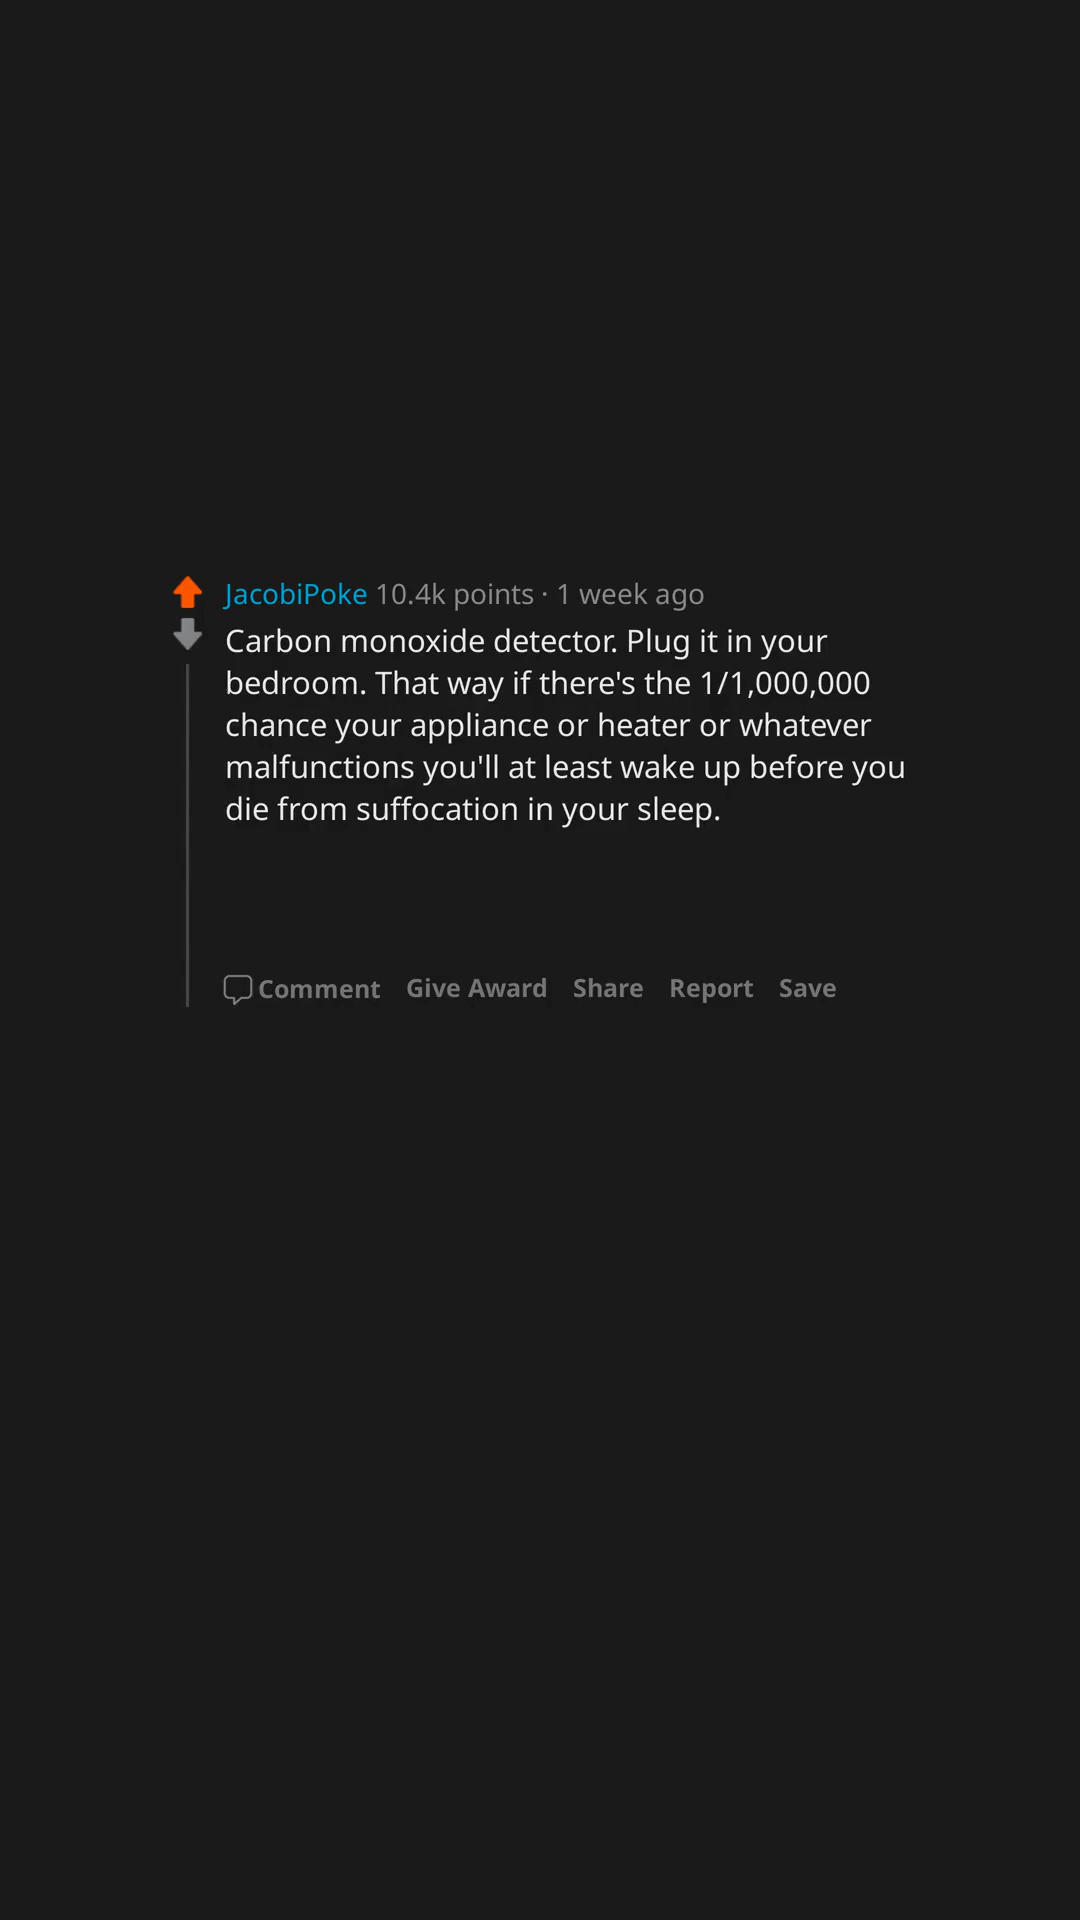 JacobiPoke 10.4k points · 1 week ago
Carbon monoxide detector. Plug it in your
bedroom. That way if there's the 1/1,000,000
chance your appliance or heater or whatever
malfunctions you'll at least wake up before you
die from suffocation in your sleep.
Comment Give Award Share Report Save